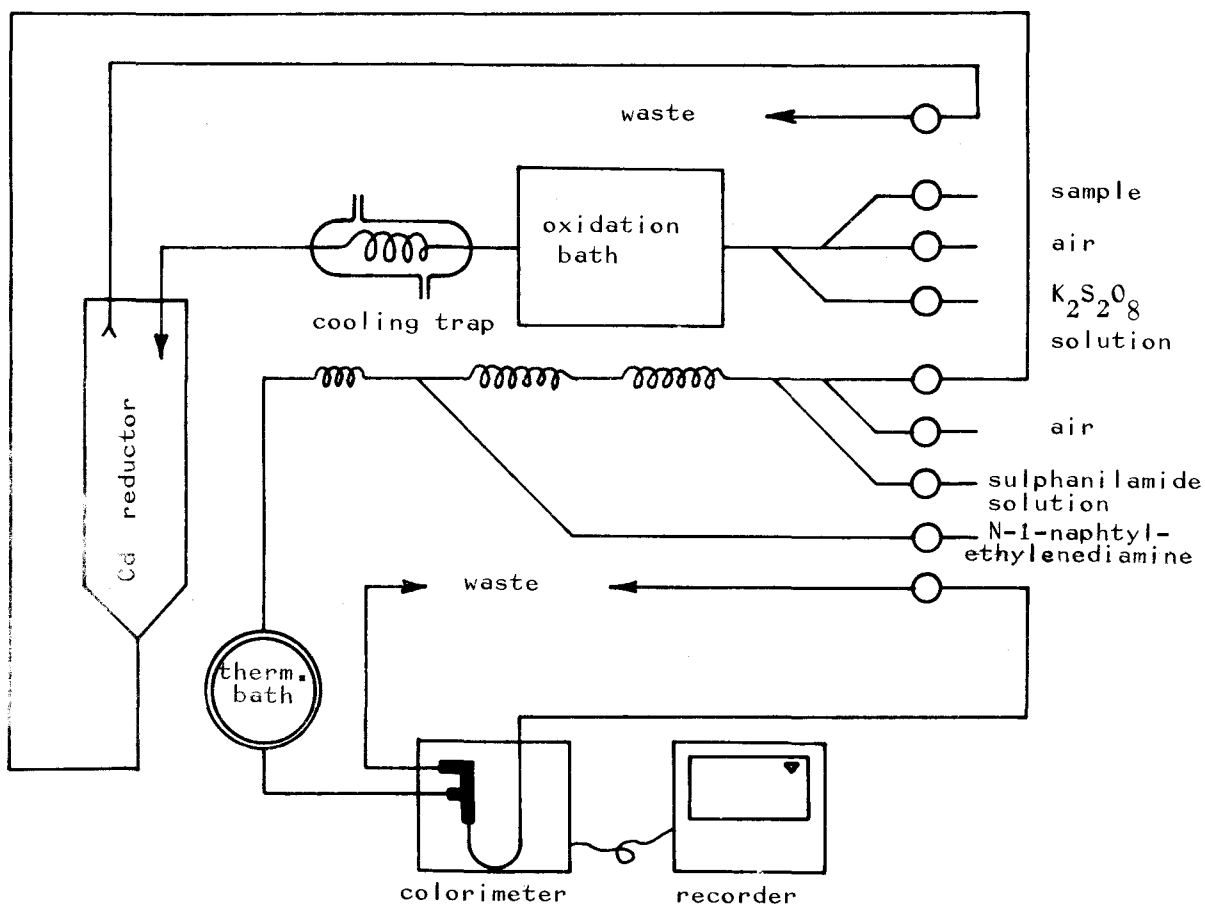 waste
sample
oxidation
bath
air
K₂S₂O₈
solution
cooling trap
Cd reductor
air
sulphanilamide
solution
N-1-naphtyl-
ethylenediamine
waste
therm.
bath
colorimeter
recorder